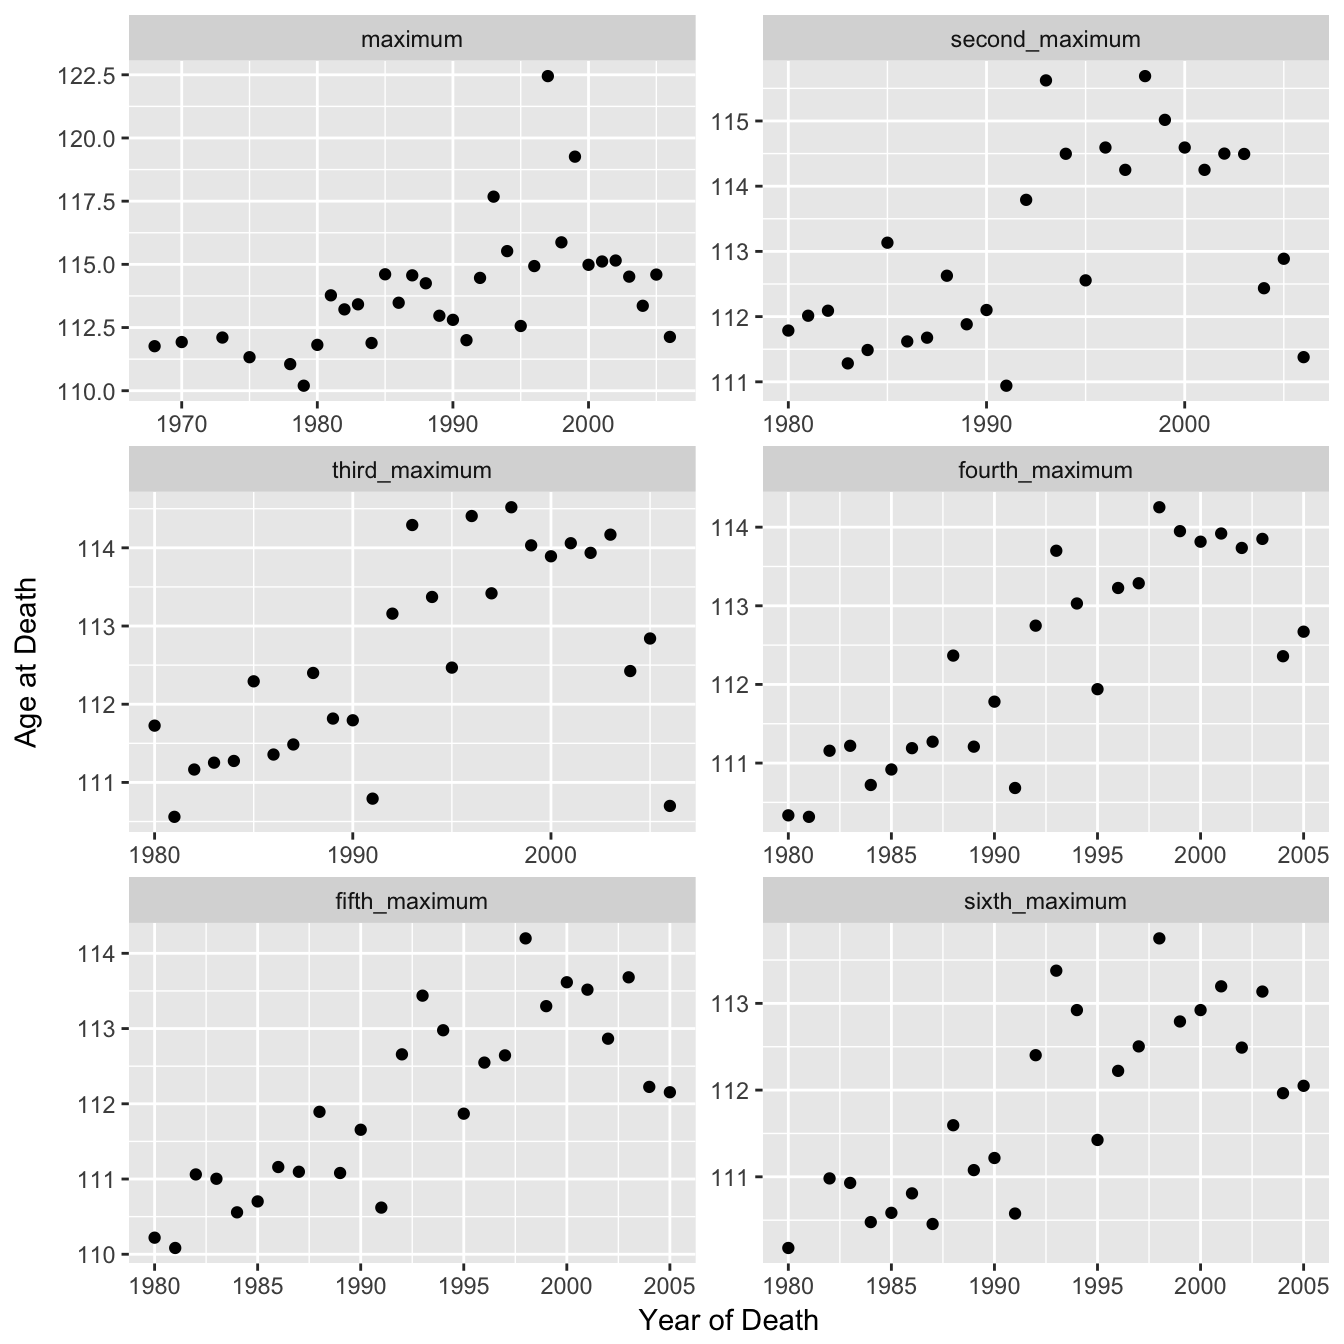 maximum
122.5
120.0
117.5
115.0
112.5
110.0
1970 1980 1990 2000
second_maximum
115
114
113
112
111
1980 1990 2000
third_maximum
114
113
112
111
1980 1990 2000
fourth_maximum
114
113
112
111
1980 1985 1990 1995 2000 2005
fifth_maximum
114
113
112
111
110
1980 1985 1990 1995 2000 2005
sixth_maximum
113
112
111
1980 1985 1990 1995 2000 2005
Age at Death
Year of Death